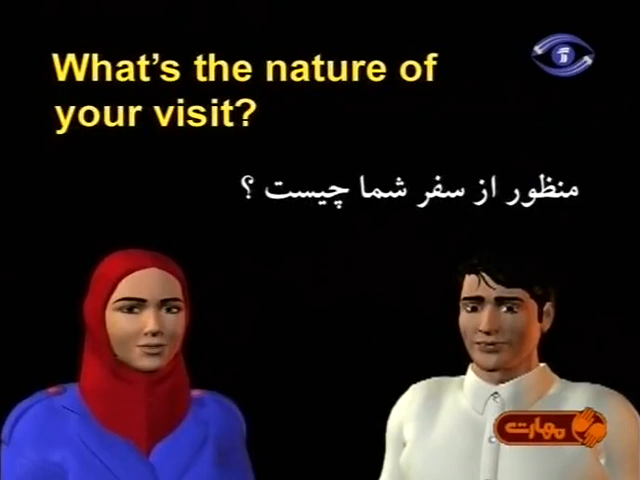 What's the nature of
your visit?
منظور از سفر شما چیست ؟
مهارت